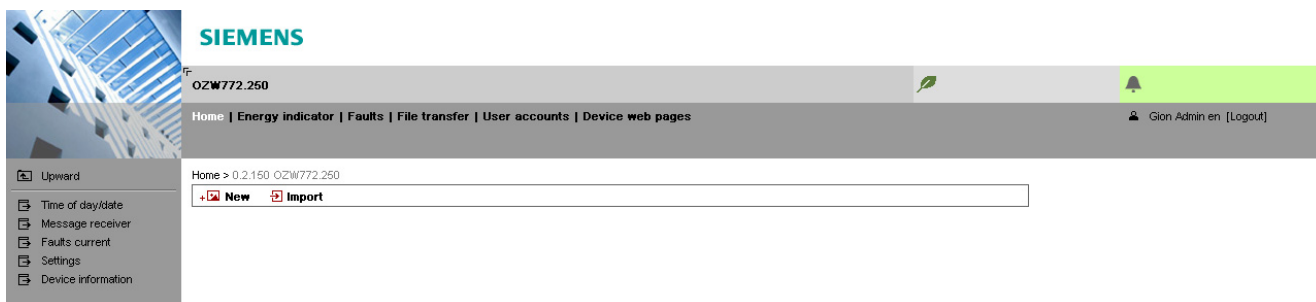 SIEMENS
OZW772.250
Home | Energy indicator | Faults | File transfer | User accounts | Device web pages
Gion Admin en [Logout]
Upward
Home > 0.2.150 OZW772.250
+ New Import
Time of day/date
Message receiver
Faults current
Settings
Device information